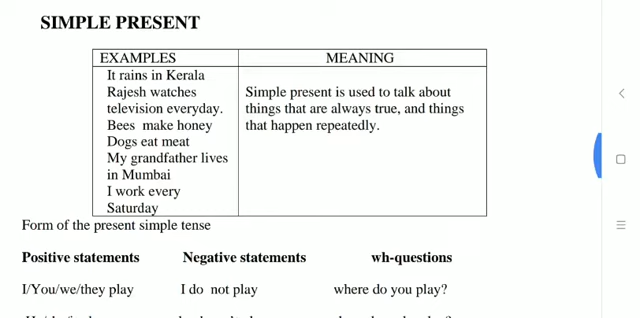 SIMPLE PRESENT
EXAMPLES MEANING
It rains in Kerala
Rajesh watches Simple present is used to talk about
television everyday. things that are always true, and things
Bees make honey that happen repeatedly.
Dogs eat meat
My grandfather lives
in Mumbai
I work every
Saturday
Form of the present simple tense
Positive statements Negative statements wh-questions
I/You/we/they play I do not play where do you play?